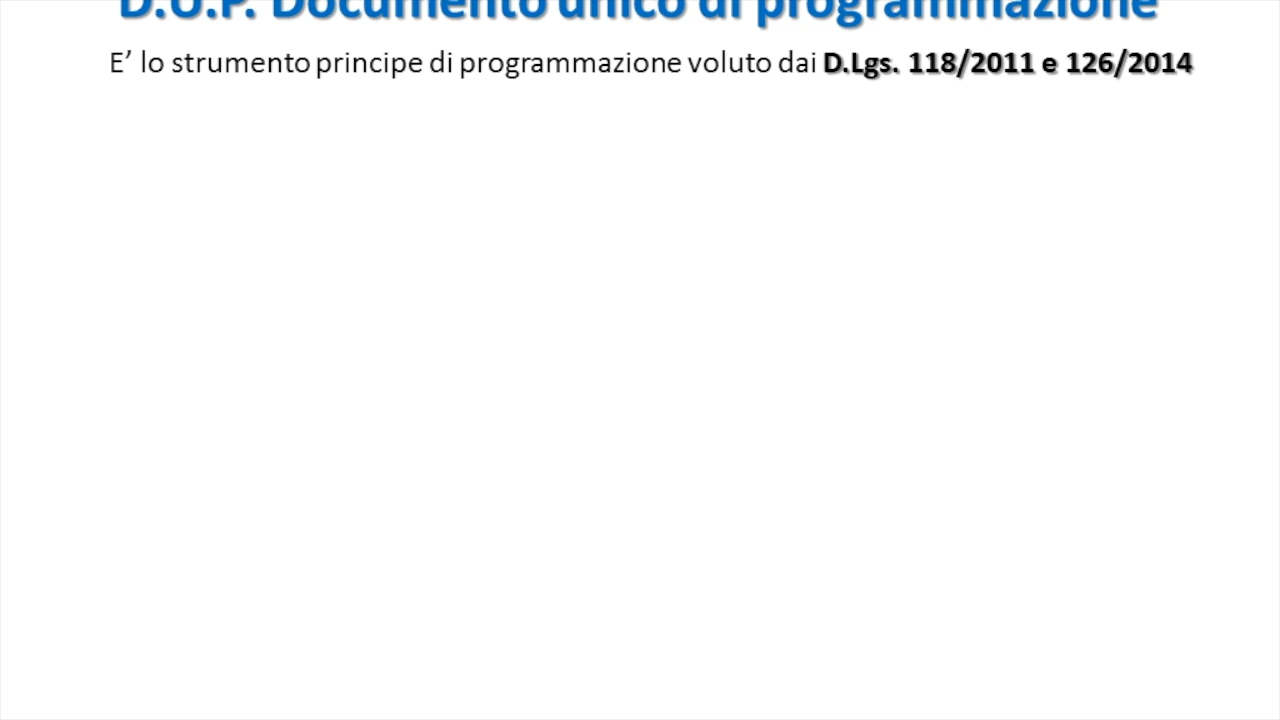 D.U.P. Documento unico di programmazione
E’ lo strumento principe di programmazione voluto dai D.Lgs. 118/2011 e 126/2014